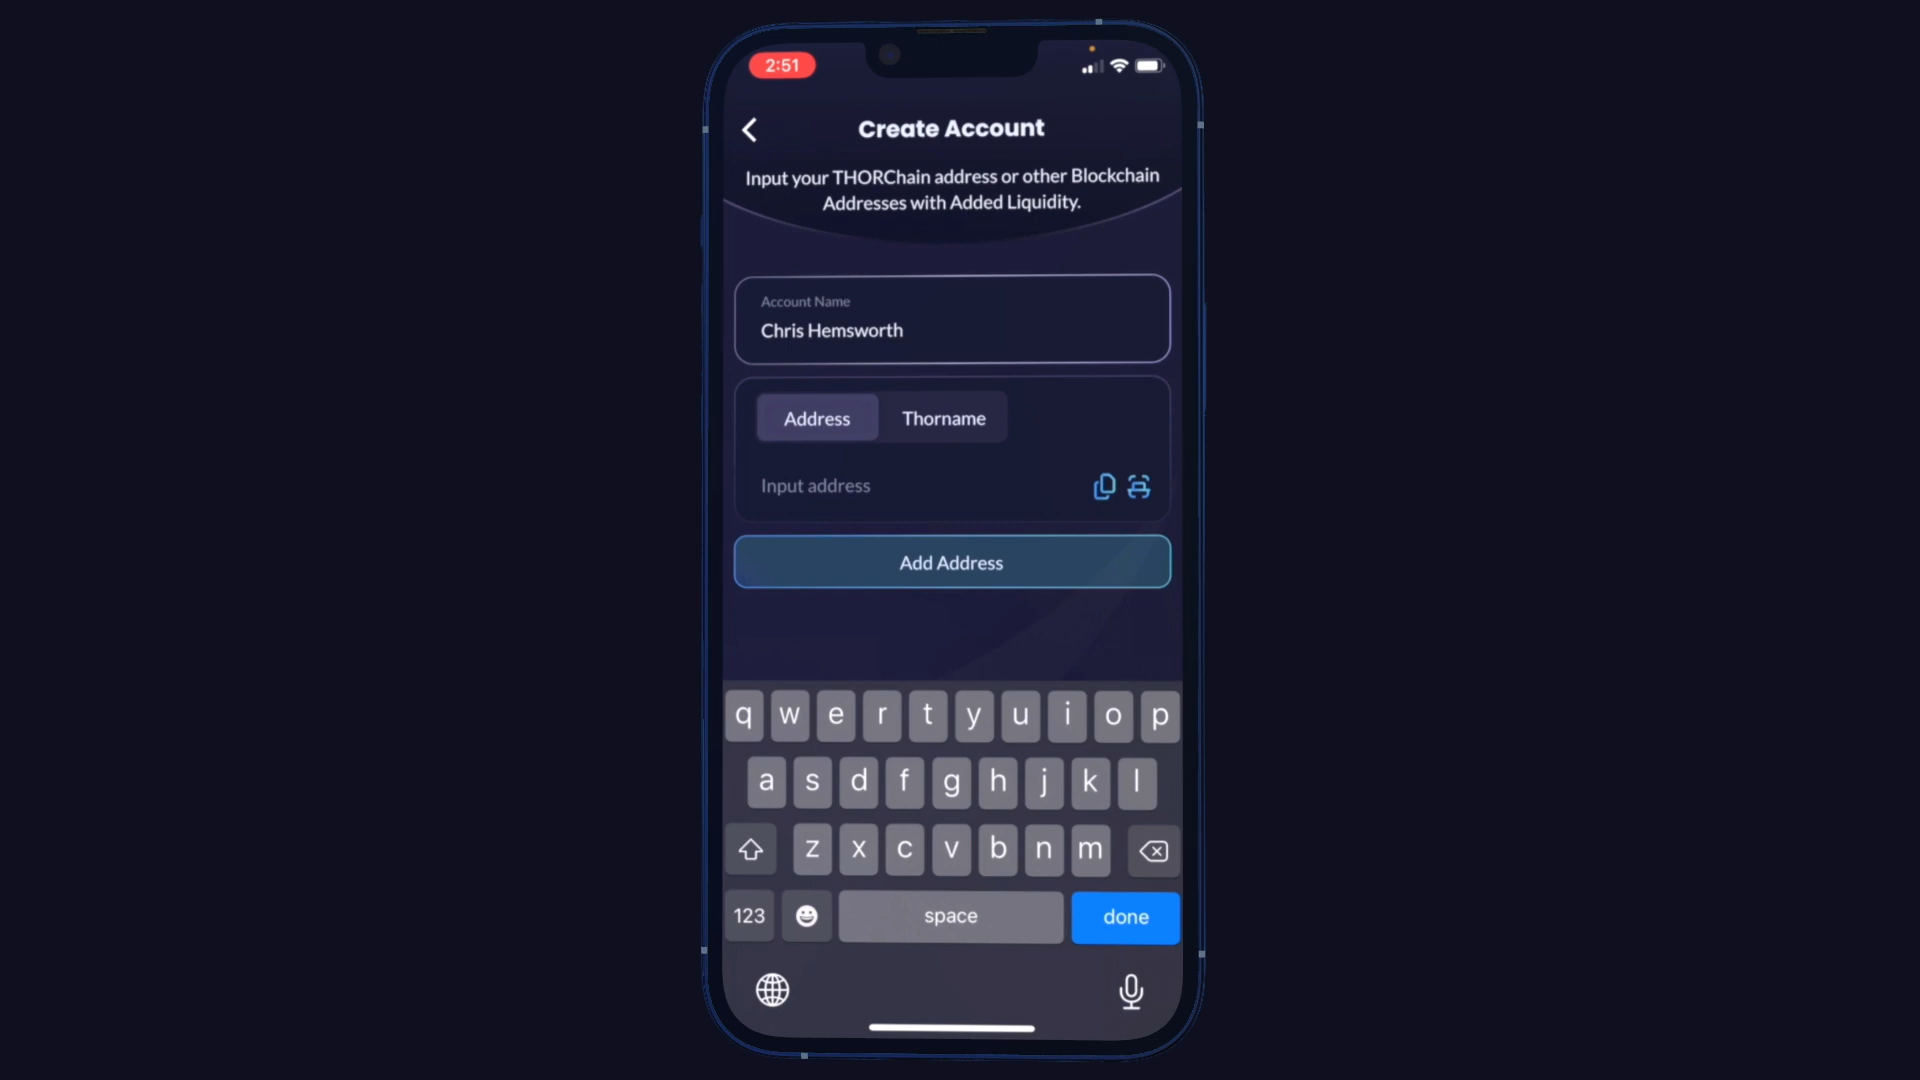 2:51
Create Account
Input your THORChain address or other Blockchain
Addresses with Added Liquidity.
Account Name
Chris Hemsworth
Address Thorname
Input address
Add Address
q w e r t y u i o p
a s d f g h j k l
z x c v b n m
123 space done